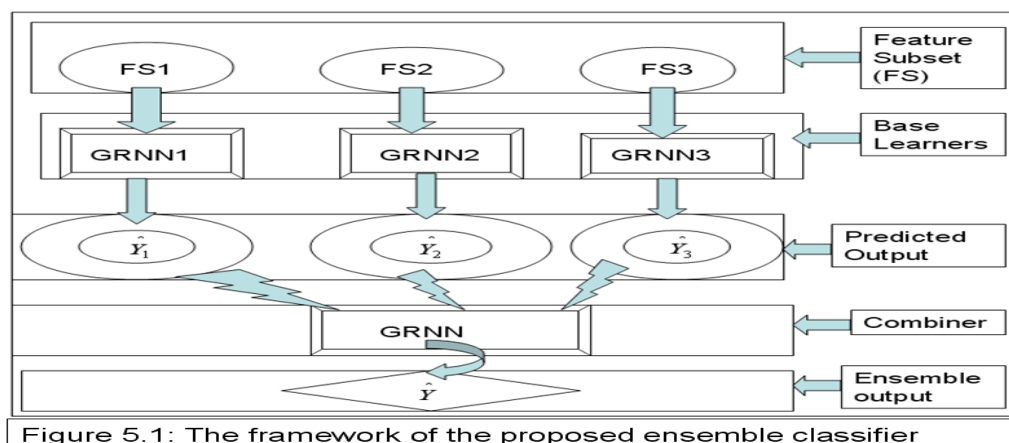 FS1 FS2 FS3
Feature
Subset
(FS)
GRNN1 GRNN2 GRNN3
Base
Learners
Ŷ1 Ŷ2 Ŷ3
Predicted
Output
GRNN
Combiner
Ŷ
Ensemble
output
Figure 5.1: The framework of the proposed ensemble classifier